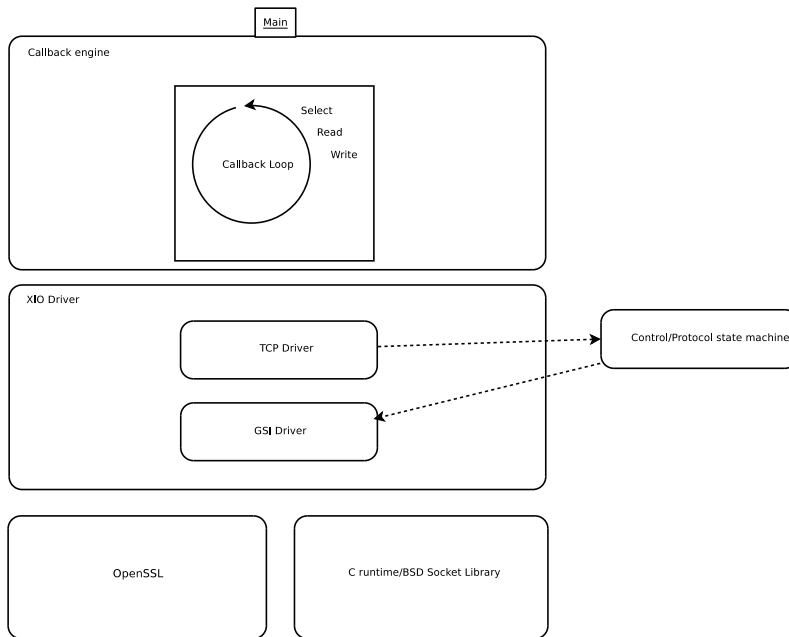 Main
Callback engine
Select
Read
Write
Callback Loop
XIO Driver
TCP Driver
Control/Protocol state machine
GSI Driver
OpenSSL
C runtime/BSD Socket Library